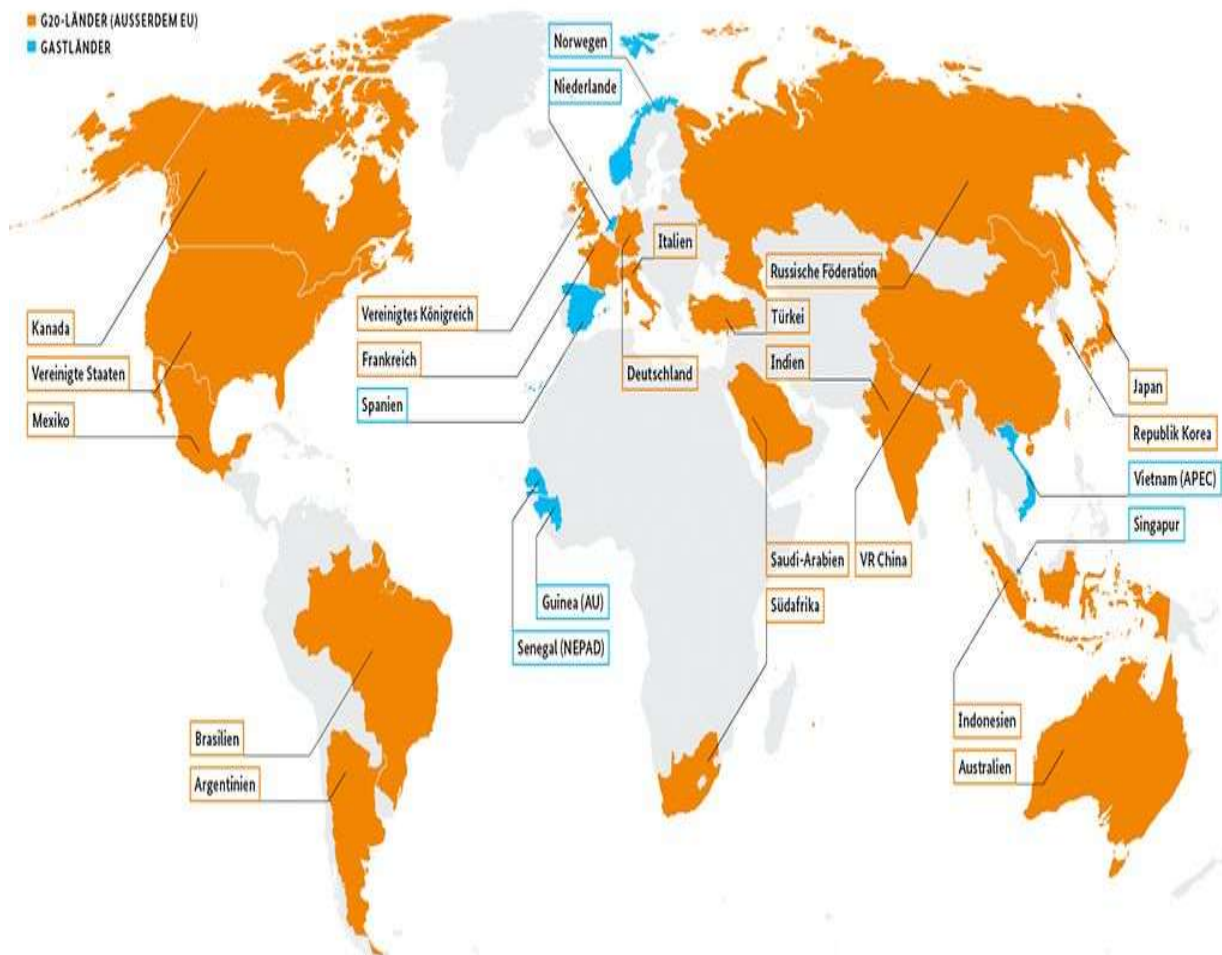 G20-LÄNDER (AUSSERDEM EU)
GASTLÄNDER
Norwegen
Niederlande
Italien
Russische Föderation
Vereinigtes Königreich
Türkei
Kanada
Frankreich
Indien
Vereinigte Staaten
Deutschland
Japan
Spanien
Mexiko
Republik Korea
Vietnam (APEC)
Singapur
Saudi-Arabien
VR China
Guinea (AU)
Südafrika
Senegal (NEPAD)
Indonesien
Brasilien
Australien
Argentinien